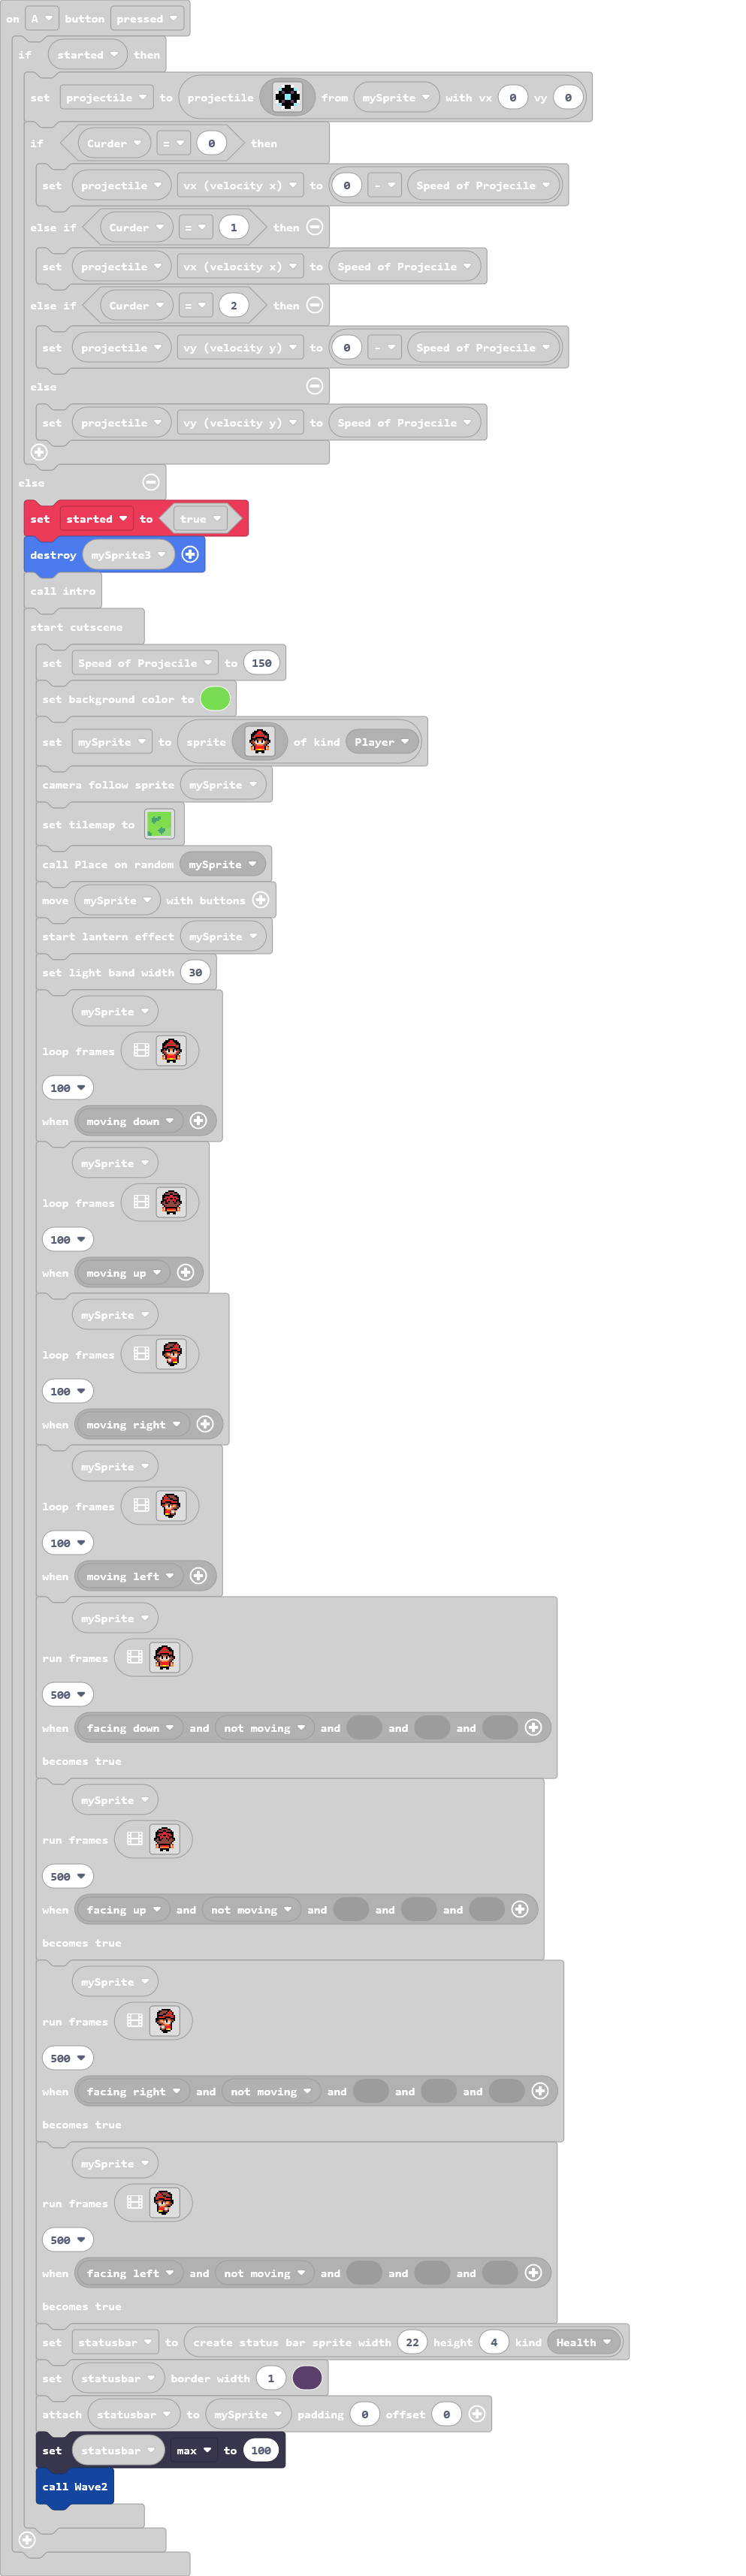 on A button pressed
if started then
set projectile to projectile from mySprite with vx 0 vy 0
if Curder = 0 then
set projectile vx (velocity x) to 0 - Speed of Projecile
else if Curder = 1 then
set projectile vx (velocity x) to Speed of Projecile
else if Curder = 2 then
set projectile vy (velocity y) to 0 - Speed of Projecile
else
set projectile vy (velocity y) to Speed of Projecile
else
set started to true
destroy mySprite3
call intro
start cutscene
set Speed of Projecile to 150
set background color to
set mySprite to sprite of kind Player
camera follow sprite mySprite
set tilemap to
call Place on random mySprite
move mySprite with buttons
start lantern effect mySprite
set light band width 30
mySprite
loop frames
100
when moving down
mySprite
loop frames
100
when moving up
mySprite
loop frames
100
when moving right
mySprite
loop frames
100
when moving left
mySprite
run frames
500
when facing down and not moving and and and
becomes true
mySprite
run frames
500
when facing up and not moving and and and
becomes true
mySprite
run frames
500
when facing right and not moving and and and
becomes true
mySprite
run frames
500
when facing left and not moving and and and
becomes true
set statusbar to create status bar sprite width 22 height 4 kind Health
set statusbar border width 1
attach statusbar to mySprite padding 0 offset 0
set statusbar max to 100
call Wave2